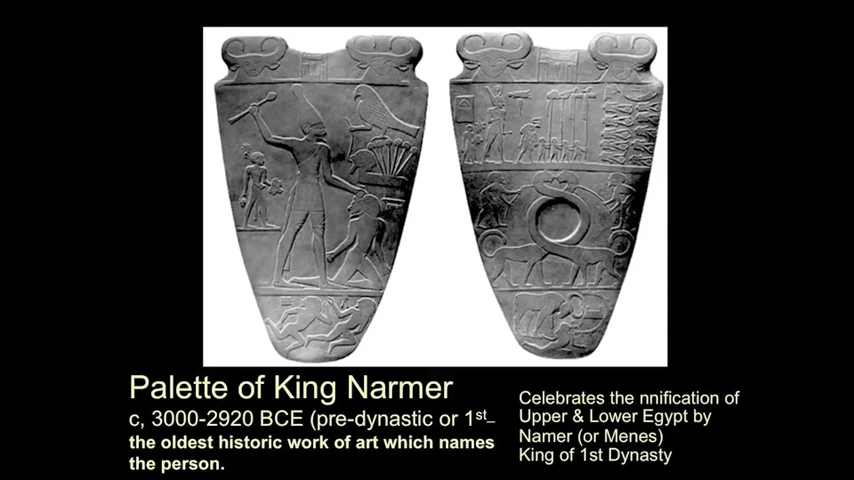 Palette of King Narmer
c, 3000-2920 BCE (pre-dynastic or 1st–
the oldest historic work of art which names
the person.
Celebrates the nnification of
Upper & Lower Egypt by
Namer (or Menes)
King of 1st Dynasty